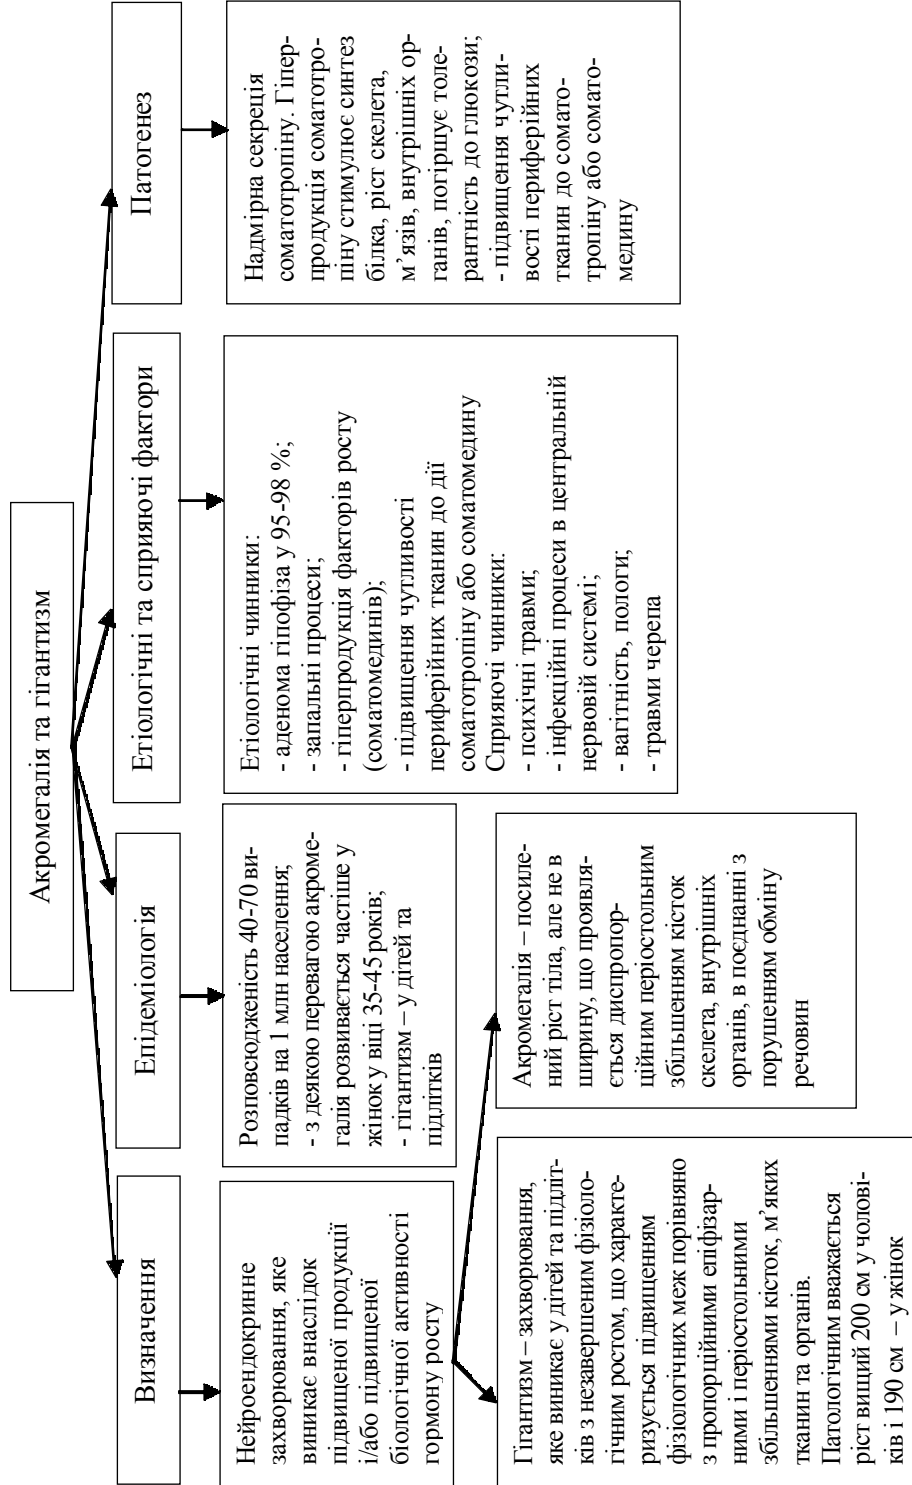 Акромегалія та гігантизм
Визначення
Нейроендокринне
захворювання, яке
виникає внаслідок
підвищеної продукції
і/або підвищеної
біологічної активності
гормону росту
Гігантизм – захворювання,
яке виникає у дітей та підліт-
ків з незавершеним фізіоло-
гічним ростом, що характе-
ризується підвищенням
фізіологічних меж порівняно
з пропорційними епіфізар-
ними і періостольними
збільшеннями кісток, м’яких
тканин та органів.
Патологічним вважається
ріст вищий 200 см у чолові-
ків і 190 см – у жінок
Акромегалія – посиле-
ний ріст тіла, але не в
ширину, що проявля-
ється диспропор-
ційним періостольним
збільшенням кісток
скелета, внутрішніх
органів, в поєднанні з
порушенням обміну
речовин
Епідеміологія
Розповсюдженість 40-70 ви-
падків на 1 млн населення;
- з деякою перевагою акроме-
галія розвивається частіше у
жінок у віці 35-45 років;
- гігантизм – у дітей та
підлітків
Етіологічні та сприяючі фактори
Етіологічні чинники:
- аденома гіпофіза у 95-98 %;
- запальні процеси;
- гіперпродукція факторів росту
(соматомединів);
- підвищення чутливості
периферійних тканин до дії
соматотропіну або соматомедину
Сприяючі чинники:
- психічні травми;
- інфекційні процеси в центральній
нервовій системі;
- вагітність, пологи;
- травми черепа
Патогенез
Надмірна секреція
соматотропіну. Гіпер-
продукція соматотро-
піну стимулює синтез
білка, ріст скелета,
м’язів, внутрішніх ор-
ганів, погіршує толе-
рантність до глюкози;
- підвищення чутли-
вості периферійних
тканин до сомато-
тропіну або сомато-
медину